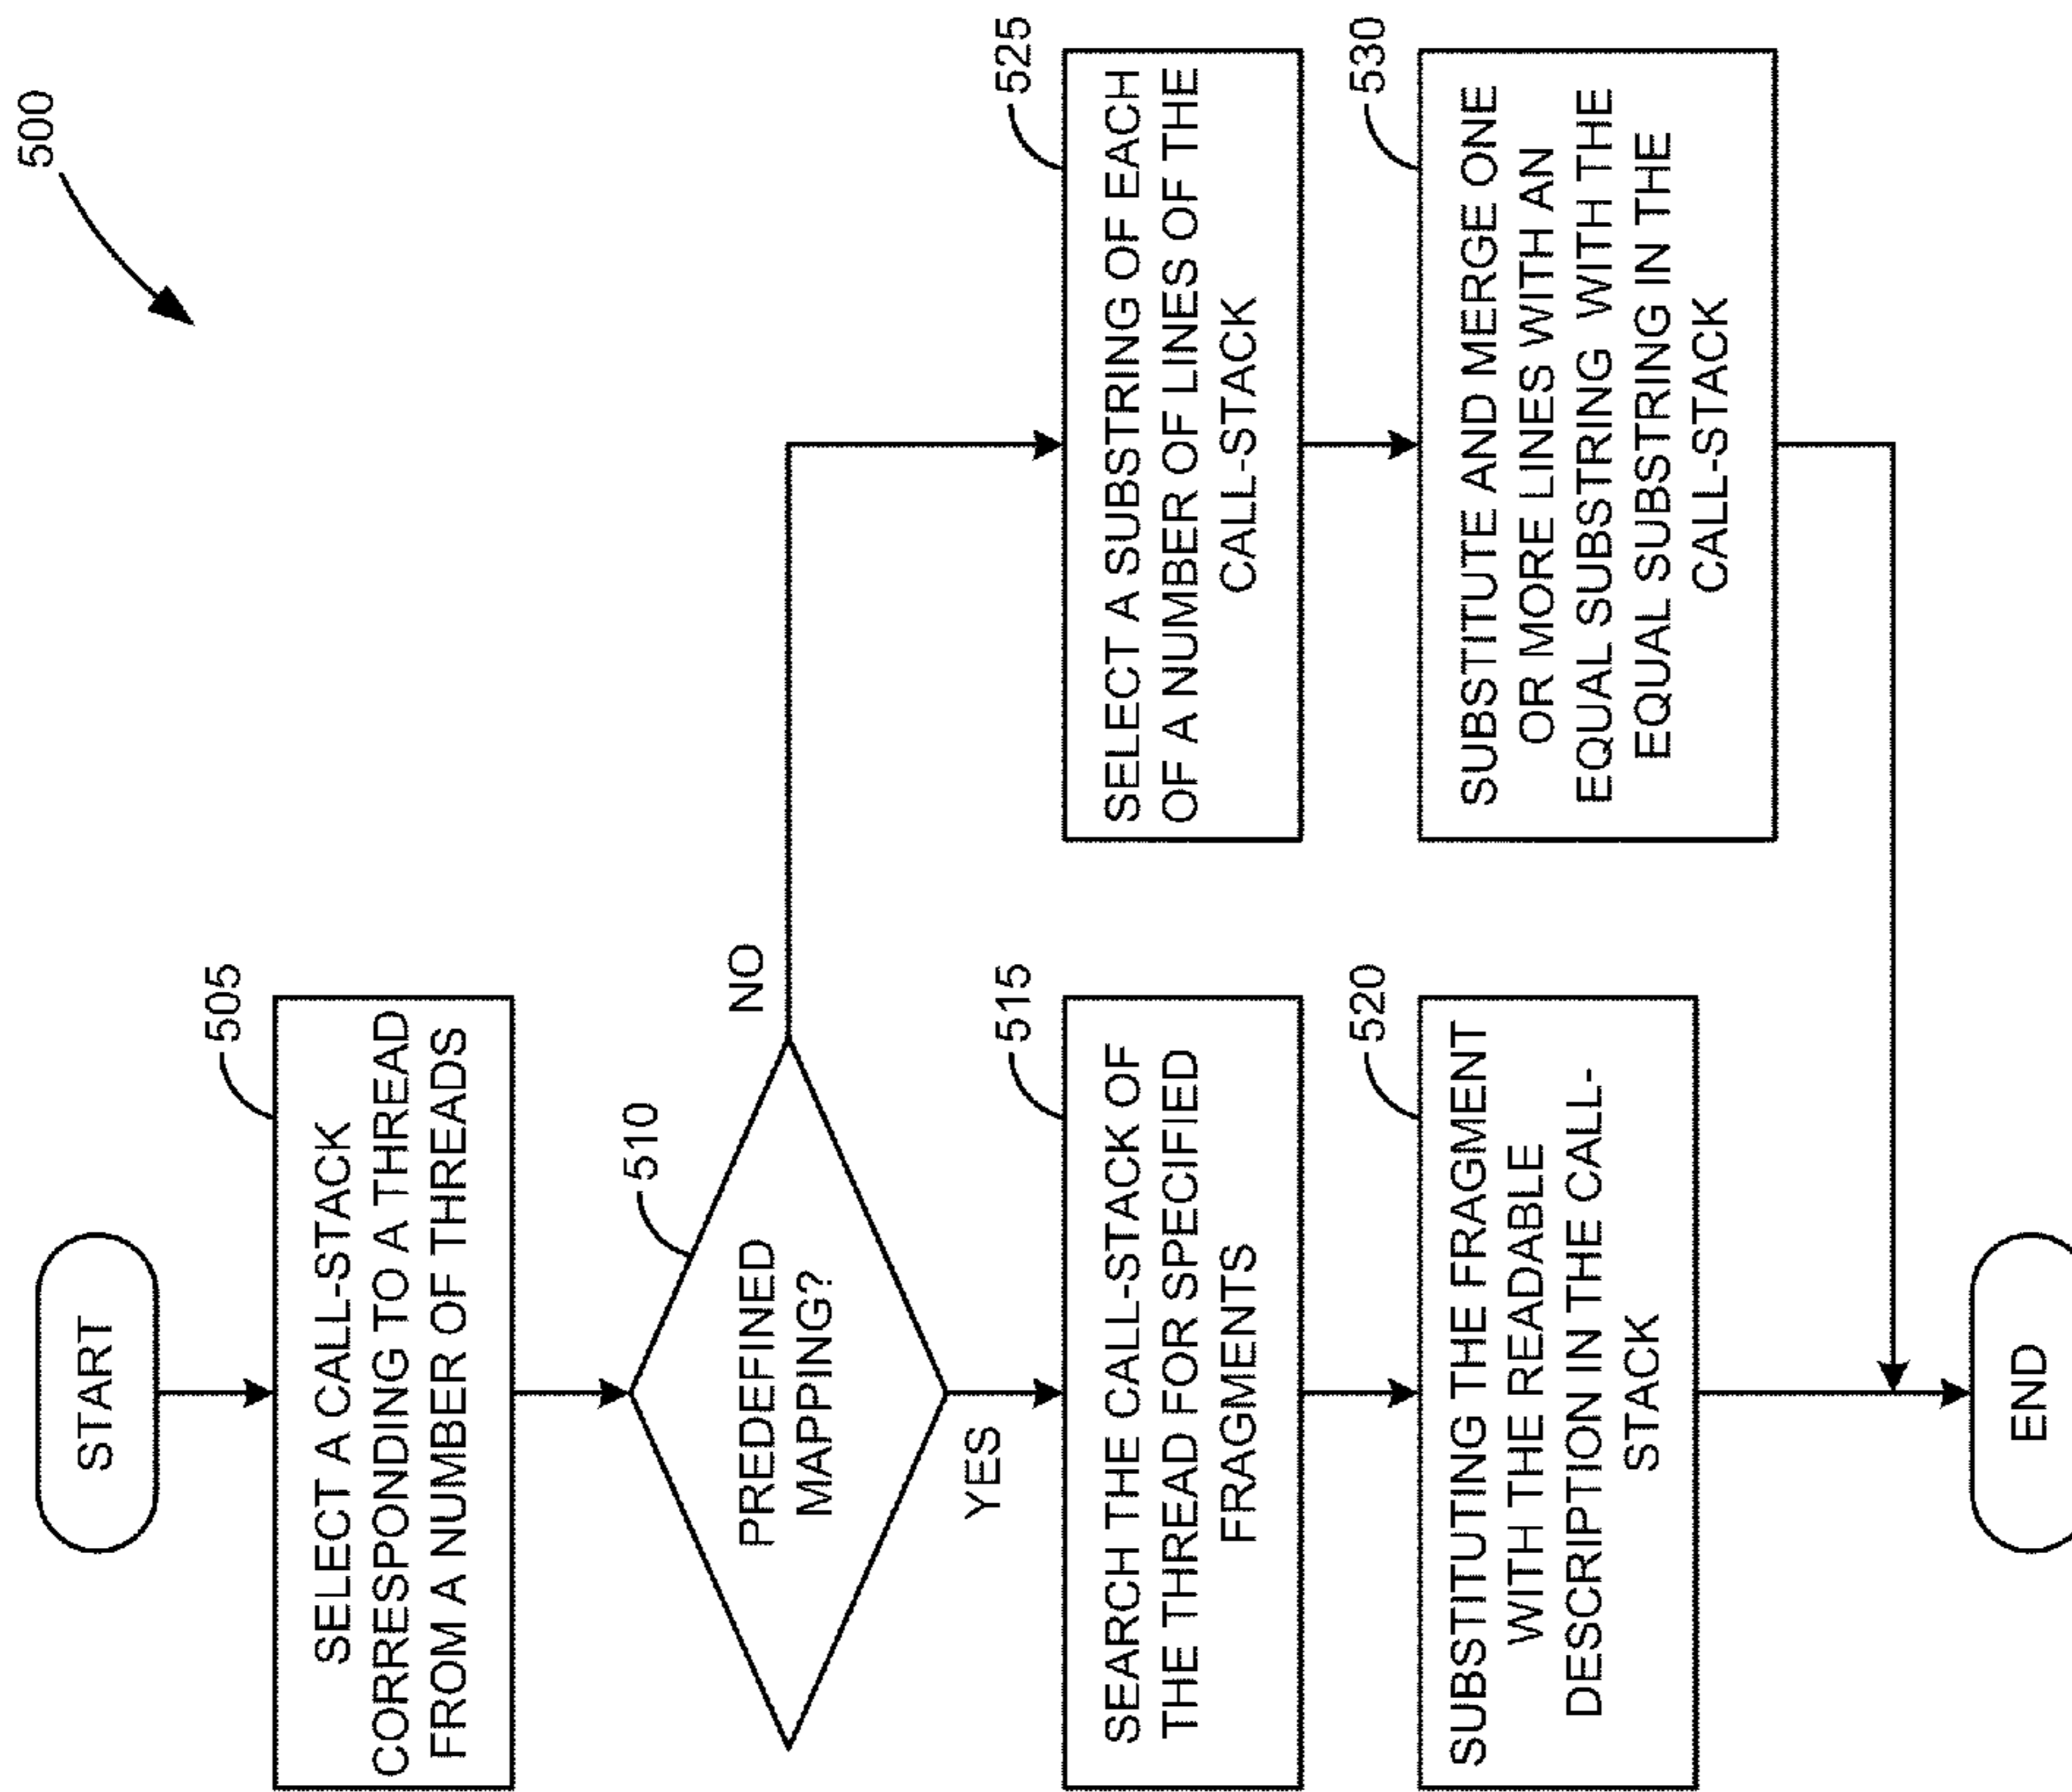 500
START
505
SELECT A CALL-STACK
CORRESPONDING TO A THREAD
FROM A NUMBER OF THREADS
510
PREDEFINED
MAPPING?
NO
YES
515
SEARCH THE CALL-STACK OF
THE THREAD FOR SPECIFIED
FRAGMENTS
520
SUBSTITUTING THE FRAGMENT
WITH THE READABLE
DESCRIPTION IN THE CALL-
STACK
525
SELECT A SUBSTRING OF EACH
OF A NUMBER OF LINES OF THE
CALL-STACK
530
SUBSTITUTE AND MERGE ONE
OR MORE LINES WITH AN
EQUAL SUBSTRING WITH THE
EQUAL SUBSTRING IN THE
CALL-STACK
END